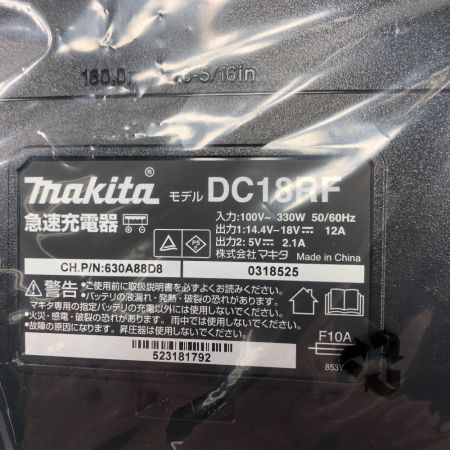 -5/16in
makita® モデル DC18RF
急速充電器
入力:100V~ 330W 50/60Hz
出力1:14.4V⎓18V⎓ 12A
出力2:5V⎓ 2.1A
株式会社 マキタ Made in China
CH.P/N:630A88D8 0318525
警告 •ご使用前に取扱説明書を必ずよくお読みください。
•バッテリの液漏れ・発熱・破裂の恐れがあるので
マキタ専用の指定バッテリの充電以外には使用しないでください。
•火災・感電・破裂の恐れあり。雨中では使用しないでください。
•故障の原因になります。昇圧器は使用しないでください。
F10A
523181792